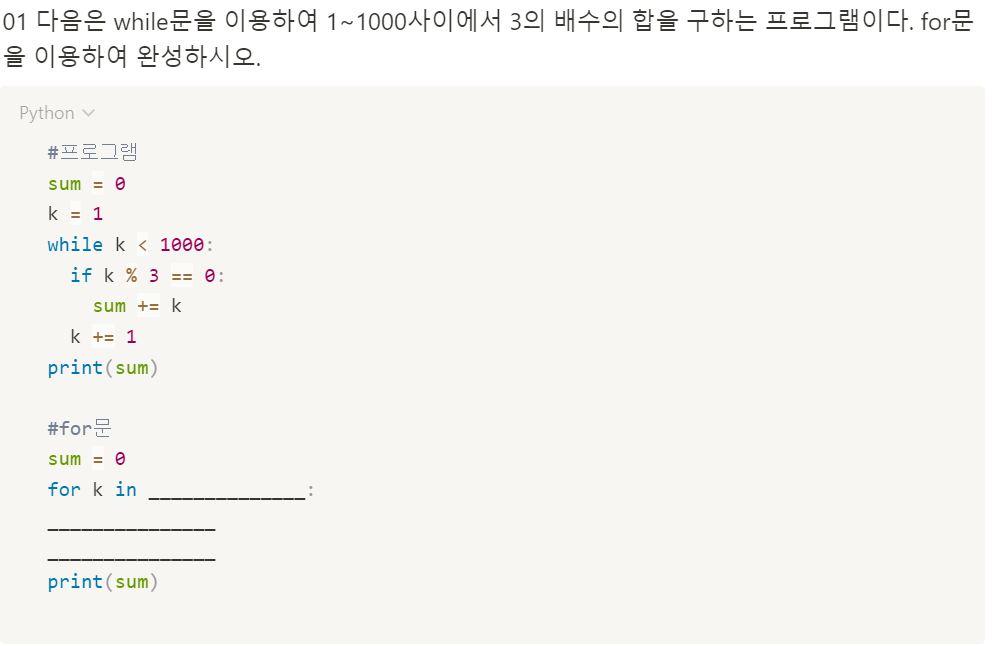 01 다음은 while문을 이용하여 1~1000사이에서 3의 배수의 합을 구하는 프로그램이다. for문
을 이용하여 완성하시오.
Python
#프로그램
sum = 0
k = 1
while k < 1000:
  if k % 3 == 0:
    sum += k
  k += 1
print(sum)

#for문
sum = 0
for k in ______________:
_______________
_______________
print(sum)